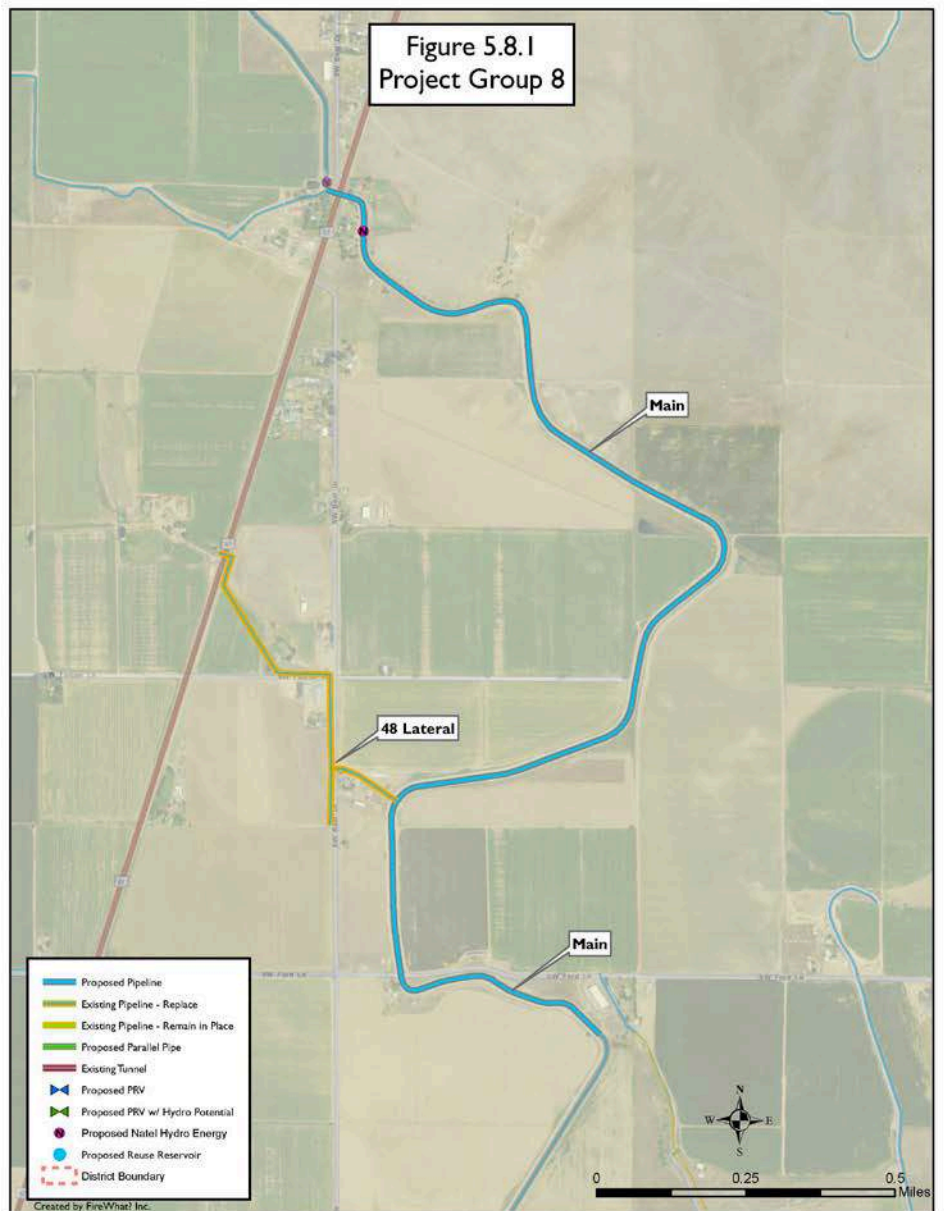 Figure 5.8.1
Project Group 8
Main
48 Lateral
Main
Proposed Pipeline
Existing Pipeline - Replace
Existing Pipeline - Remain in Place
Proposed Parallel Pipe
Existing Tunnel
Proposed PRV
Proposed PRV w/ Hydro Potential
N Proposed Natel Hydro Energy
Proposed Reuse Reservoir
District Boundary
N
W E
S
0 0.25 0.5
Miles
Created by FireWhat? Inc.